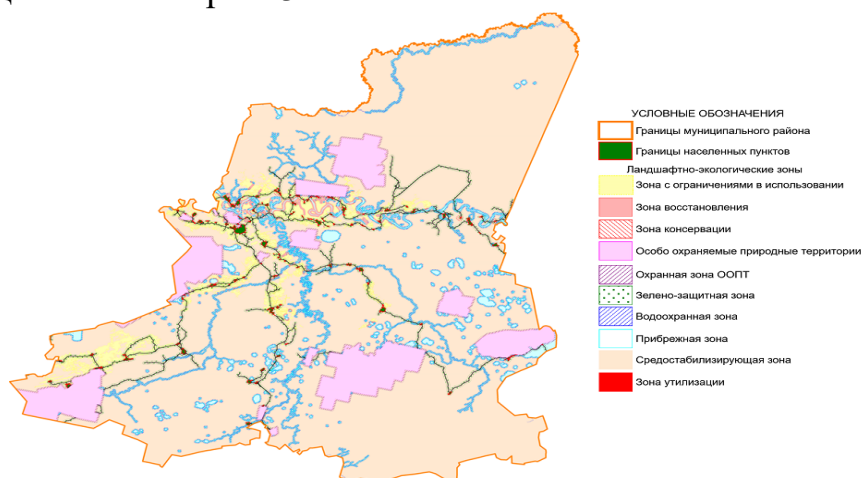 УСЛОВНЫЕ ОБОЗНАЧЕНИЯ
Границы муниципального района
Границы населенных пунктов
Ландшафтно-экологические зоны
Зона с ограничениями в использовании
Зона восстановления
Зона консервации
Особо охраняемые природные территории
Охранная зона ООПТ
Зелено-защитная зона
Водоохранная зона
Прибрежная зона
Средостабилизирующая зона
Зона утилизации